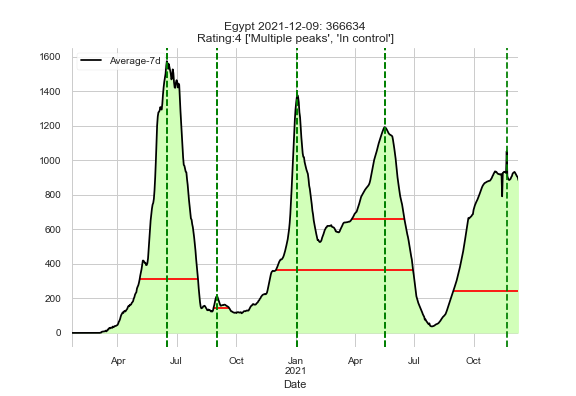 Egypt 2021-12-09: 366634
Rating:4 ['Multiple peaks', 'In control']
Average-7d
1600
1400
1200
1000
800
600
400
200
0
Apr Jul Oct Jan Apr Jul Oct
2021
Date